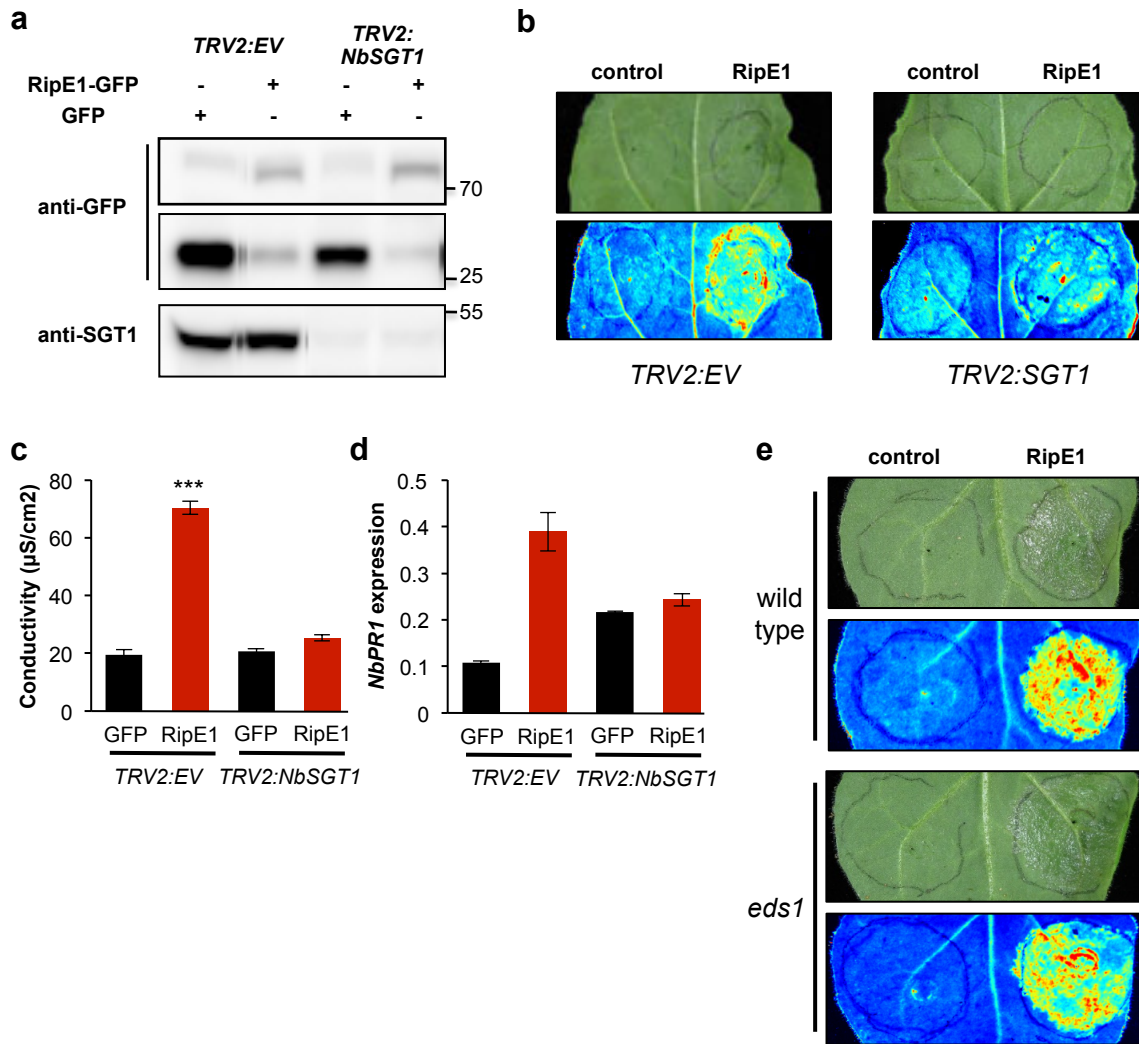 a
TRV2:EV
TRV2:
NbSGT1
RipE1-GFP - + - +
GFP + - + -
anti-GFP
70
25
anti-SGT1
55
b
control RipE1 control RipE1
TRV2:EV TRV2:SGT1
c
Conductivity (µS/cm2)
80
60
40
20
0
***
GFP RipE1 GFP RipE1
TRV2:EV TRV2:NbSGT1
d
NbPR1 expression
0.5
0.4
0.3
0.2
0.1
0
GFP RipE1 GFP RipE1
TRV2:EV TRV2:NbSGT1
e
control RipE1
wild
type
eds1